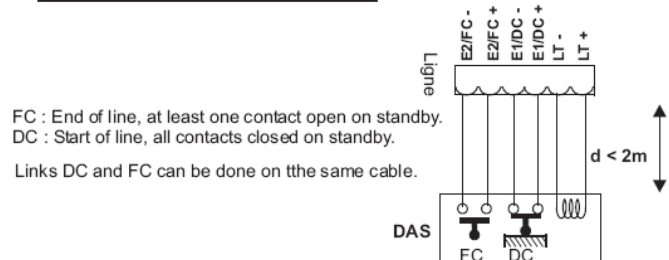 E2/FC -
E2/FC +
E1/DC -
E1/DC +
LT -
LT +
Ligne
FC : End of line, at least one contact open on standby.
DC : Start of line, all contacts closed on standby.
Links DC and FC can be done on tthe same cable.
d < 2m
DAS
FC
DC